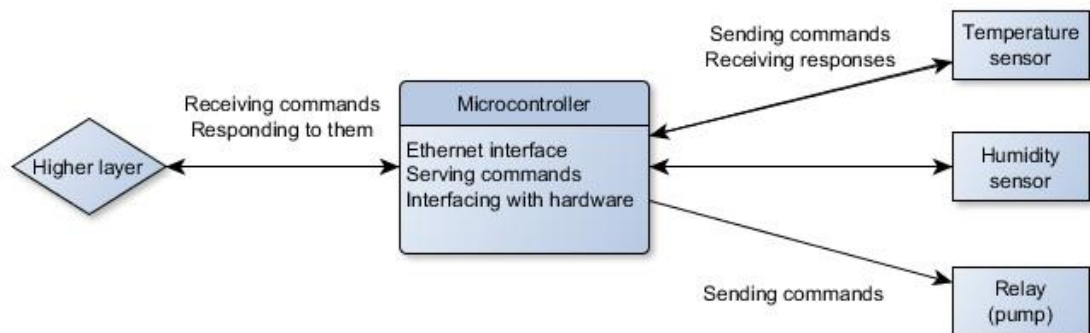 Sending commands
Receiving responses
Temperature
sensor
Receiving commands
Responding to them
Microcontroller
Ethernet interface
Serving commands
Interfacing with hardware
Higher layer
Humidity
sensor
Sending commands
Relay
(pump)